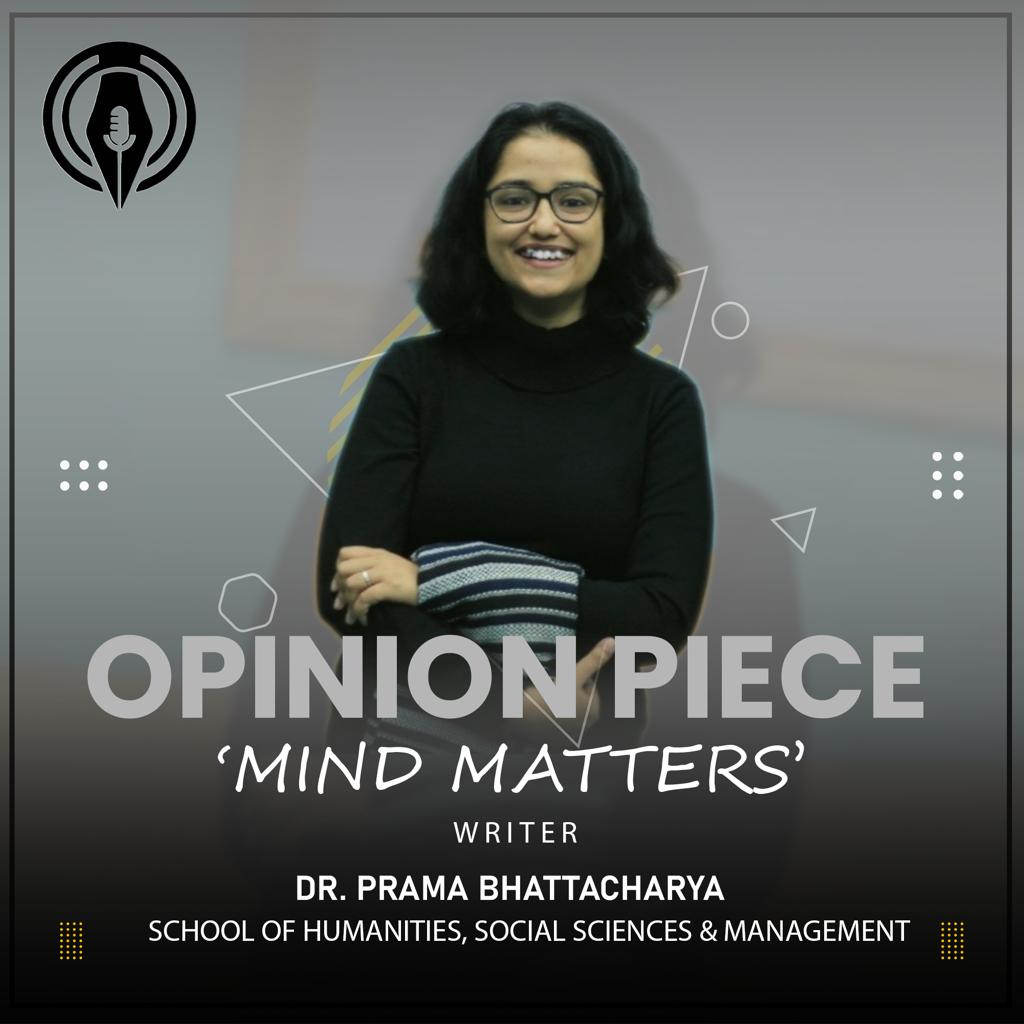 OPINION PIECE
‘MIND MATTERS’
WRITER
DR. PRAMA BHATTACHARYA
SCHOOL OF HUMANITIES, SOCIAL SCIENCES & MANAGEMENT